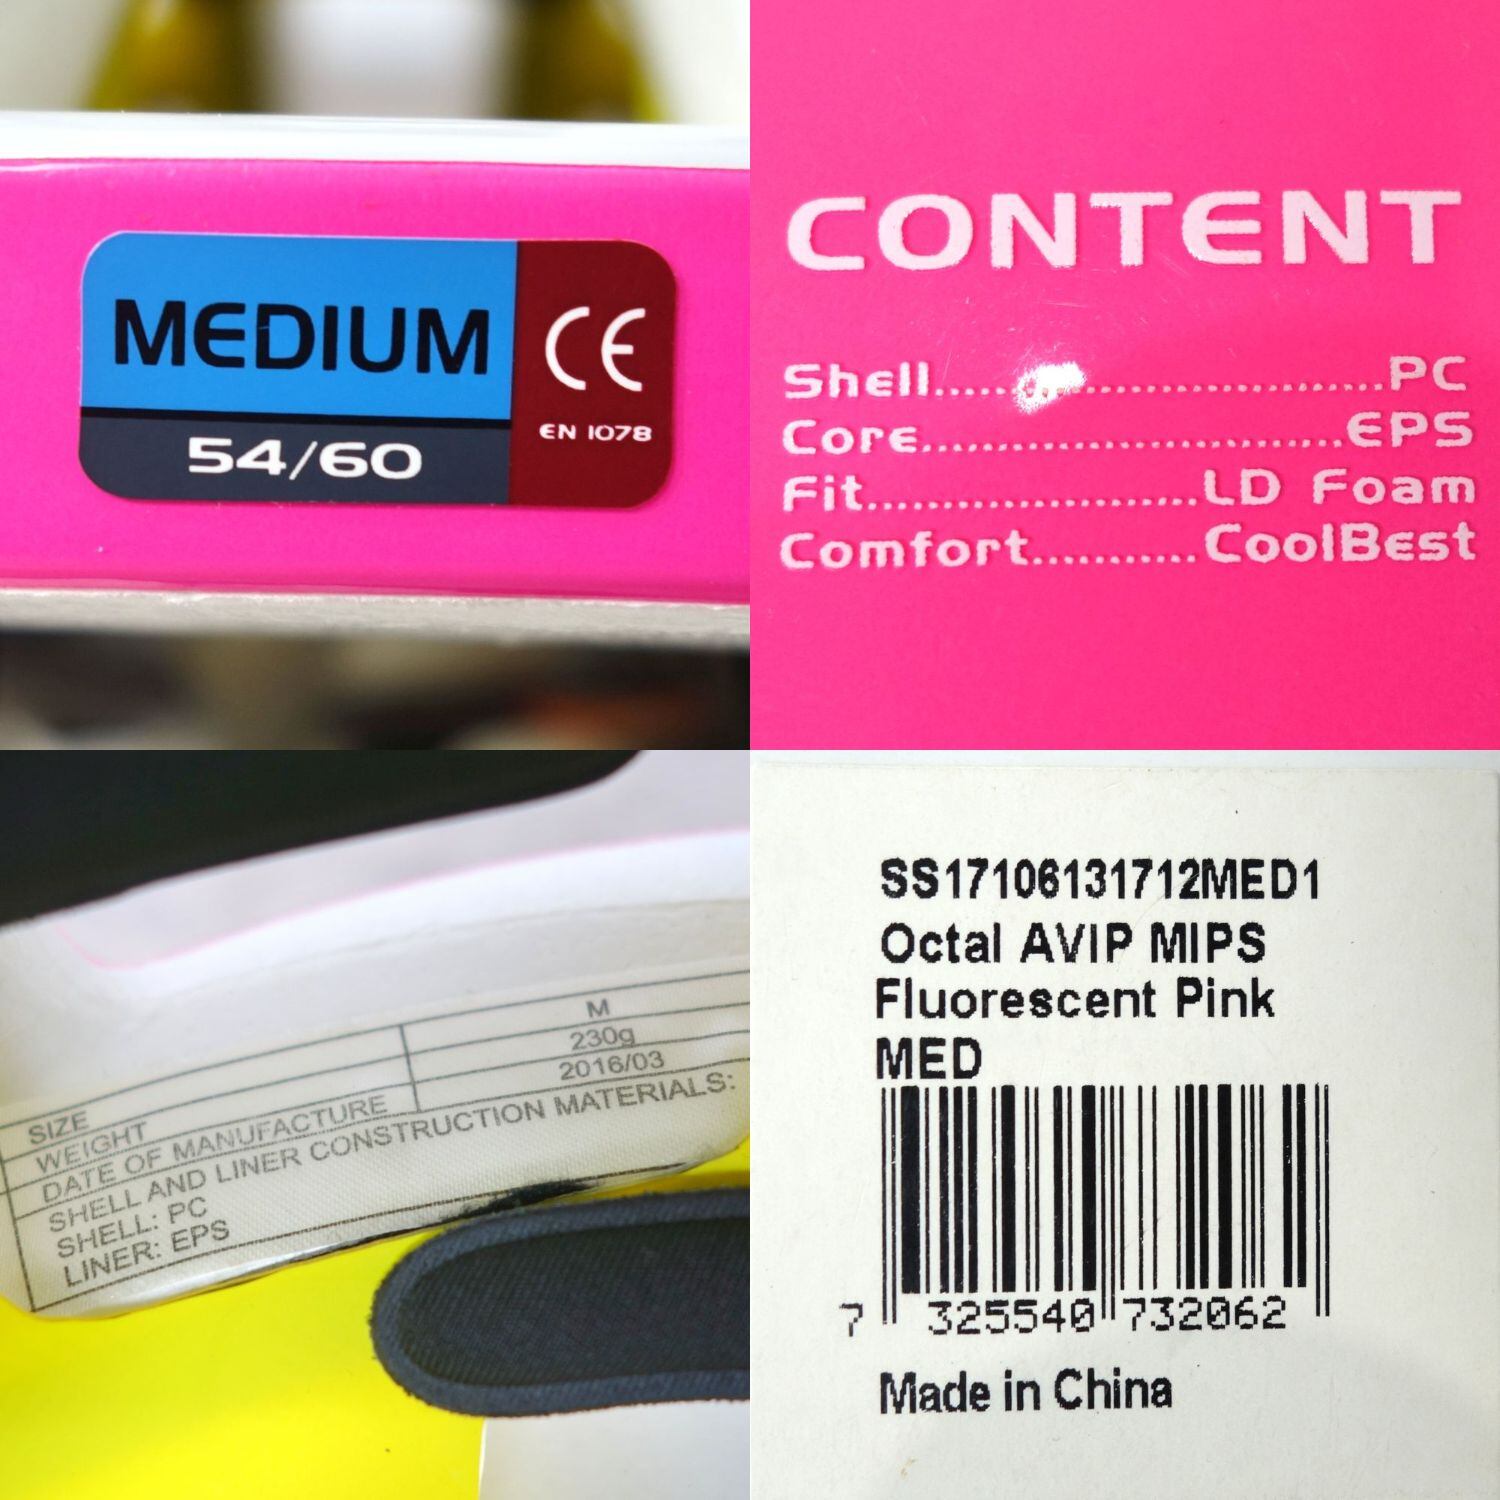 MEDIUM
54/60
CE
EN 1078
CONTENT
Shell..................................PC
Core..............................EPS
Fit.......................LD Foam
Comfort...........CoolBest
SIZE M
WEIGHT 230g
DATE OF MANUFACTURE 2016/03
SHELL AND LINER CONSTRUCTION MATERIALS:
SHELL: PC
LINER: EPS
SS17106131712MED1
Octal AVIP MIPS
Fluorescent Pink
MED
7 325540 732062
Made in China